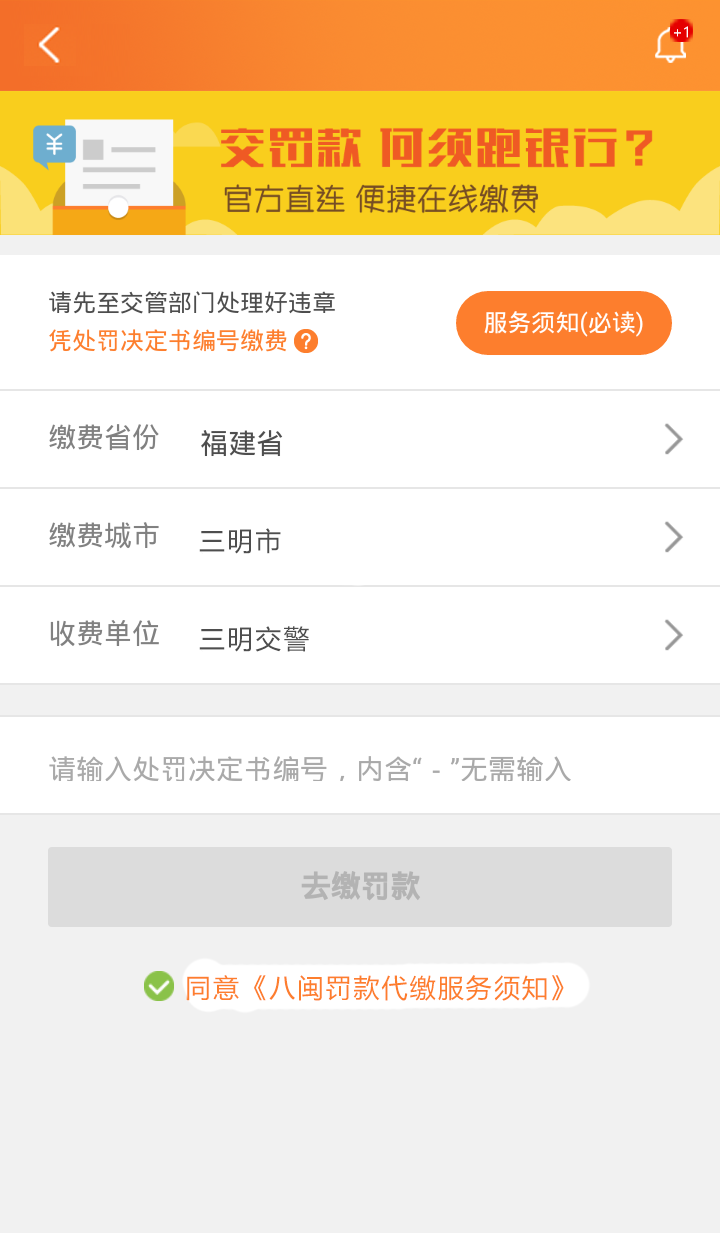 +1
¥
交罚款 何须跑银行?
官方直连 便捷在线缴费
请先至交管部门处理好违章
凭处罚决定书编号缴费 ?
服务须知(必读)
缴费省份 福建省
缴费城市 三明市
收费单位 三明交警
请输入处罚决定书编号，内含“-”无需输入
去缴罚款
同意《八闽罚款代缴服务须知》